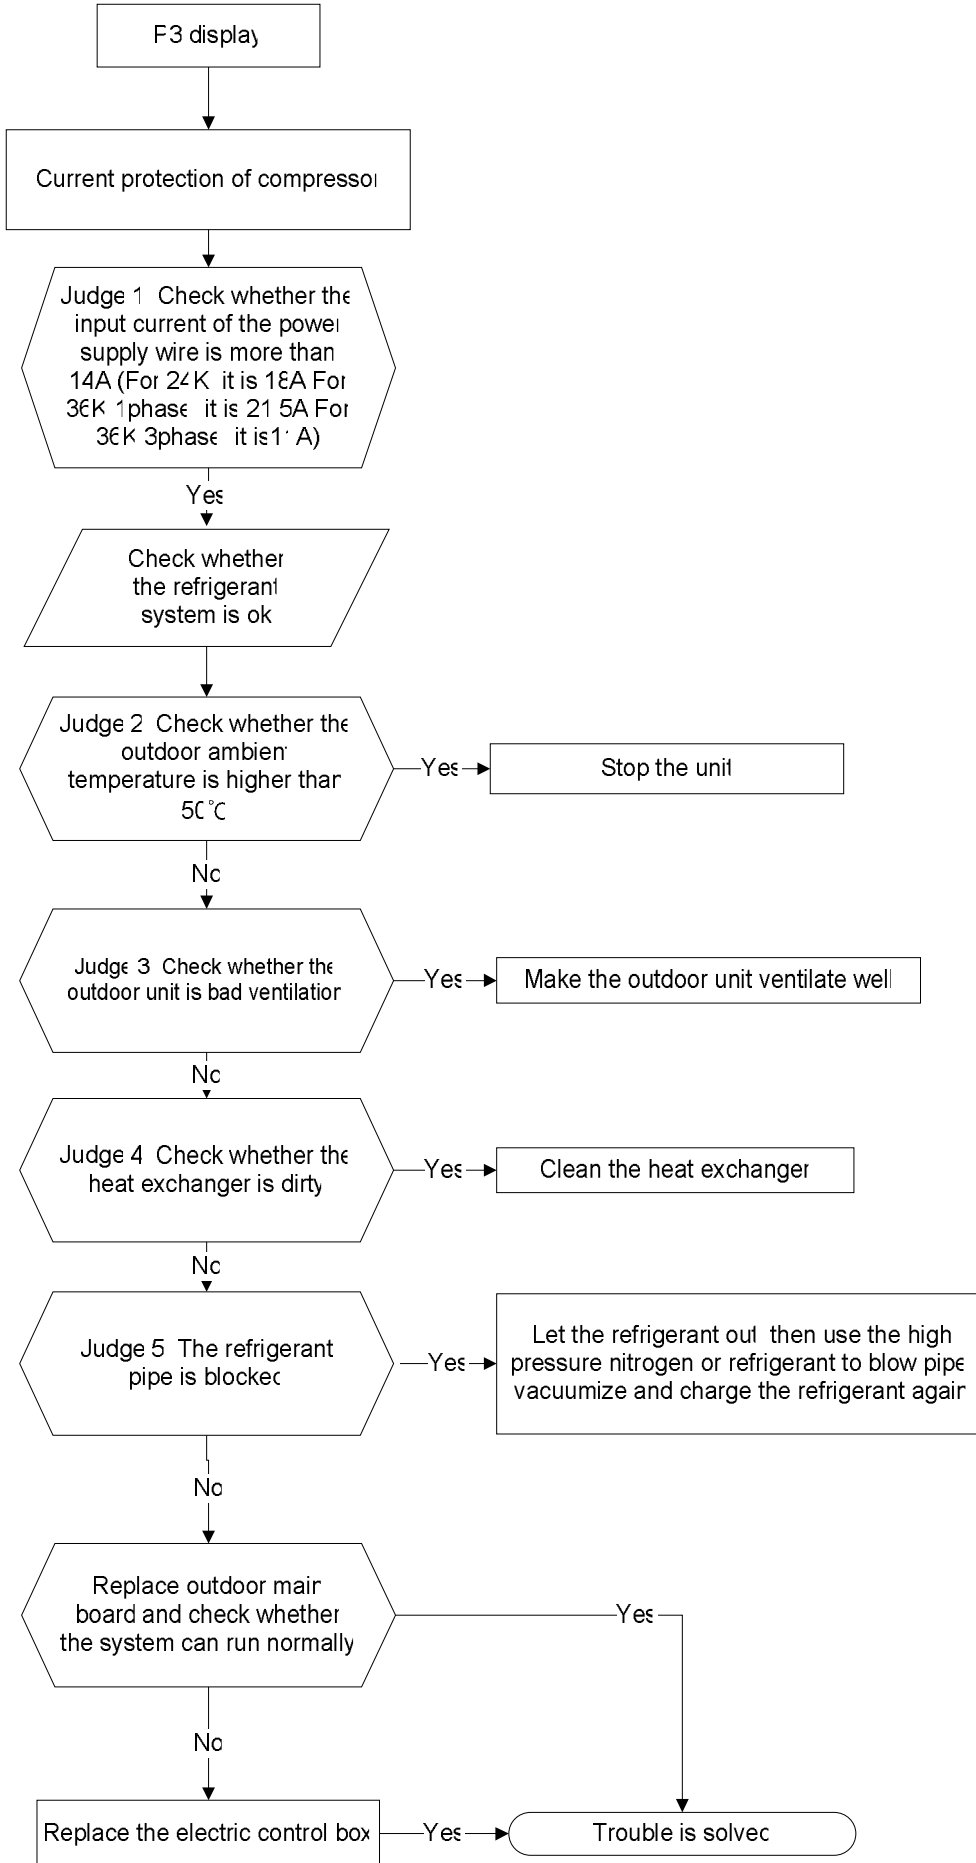 P3 display
Current protection of compressor
Judge 1 Check whether the
input current of the power
supply wire is more than
14A (For 24K it is 18A For
36K 1phase it is 21 5A For
36K 3phase it is11A)
Yes
Check whether
the refrigerant
system is ok
Judge 2 Check whether the
outdoor ambient
temperature is higher than
50℃
Yes
Stop the unit
No
Judge 3 Check whether the
outdoor unit is bad ventilation
Yes
Make the outdoor unit ventilate well
No
Judge 4 Check whether the
heat exchanger is dirty
Yes
Clean the heat exchanger
No
Judge 5 The refrigerant
pipe is blocked
Yes
Let the refrigerant out then use the high
pressure nitrogen or refrigerant to blow pipe
vacuumize and charge the refrigerant again
No
Replace outdoor main
board and check whether
the system can run normally
Yes
No
Replace the electric control box
Yes
Trouble is solved